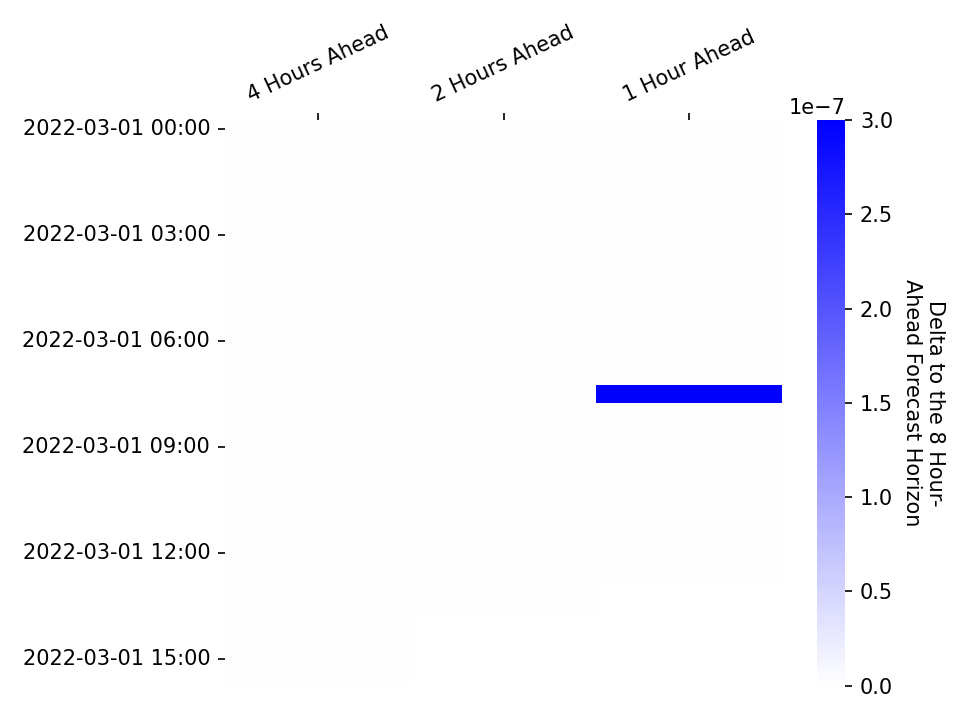 4 Hours Ahead
2 Hours Ahead
1 Hour Ahead
1e−7
2022-03-01 00:00
2022-03-01 03:00
2022-03-01 06:00
2022-03-01 09:00
2022-03-01 12:00
2022-03-01 15:00
3.0
2.5
2.0
1.5
1.0
0.5
0.0
Delta to the 8 Hour-
Ahead Forecast Horizon